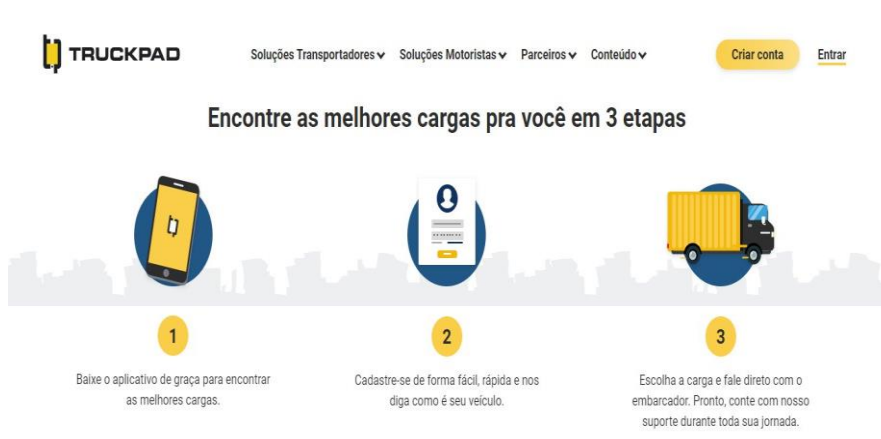 TRUCKPAD
Soluções Transportadores Soluções Motoristas Parceiros Conteúdo Criar conta Entrar
Encontre as melhores cargas pra você em 3 etapas
1
Baixe o aplicativo de graça para encontrar
as melhores cargas.
2
Cadastre-se de forma fácil, rápida e nos
diga como é seu veículo.
3
Escolha a carga e fale direto com o
embarcador. Pronto, conte com nosso
suporte durante toda sua jornada.